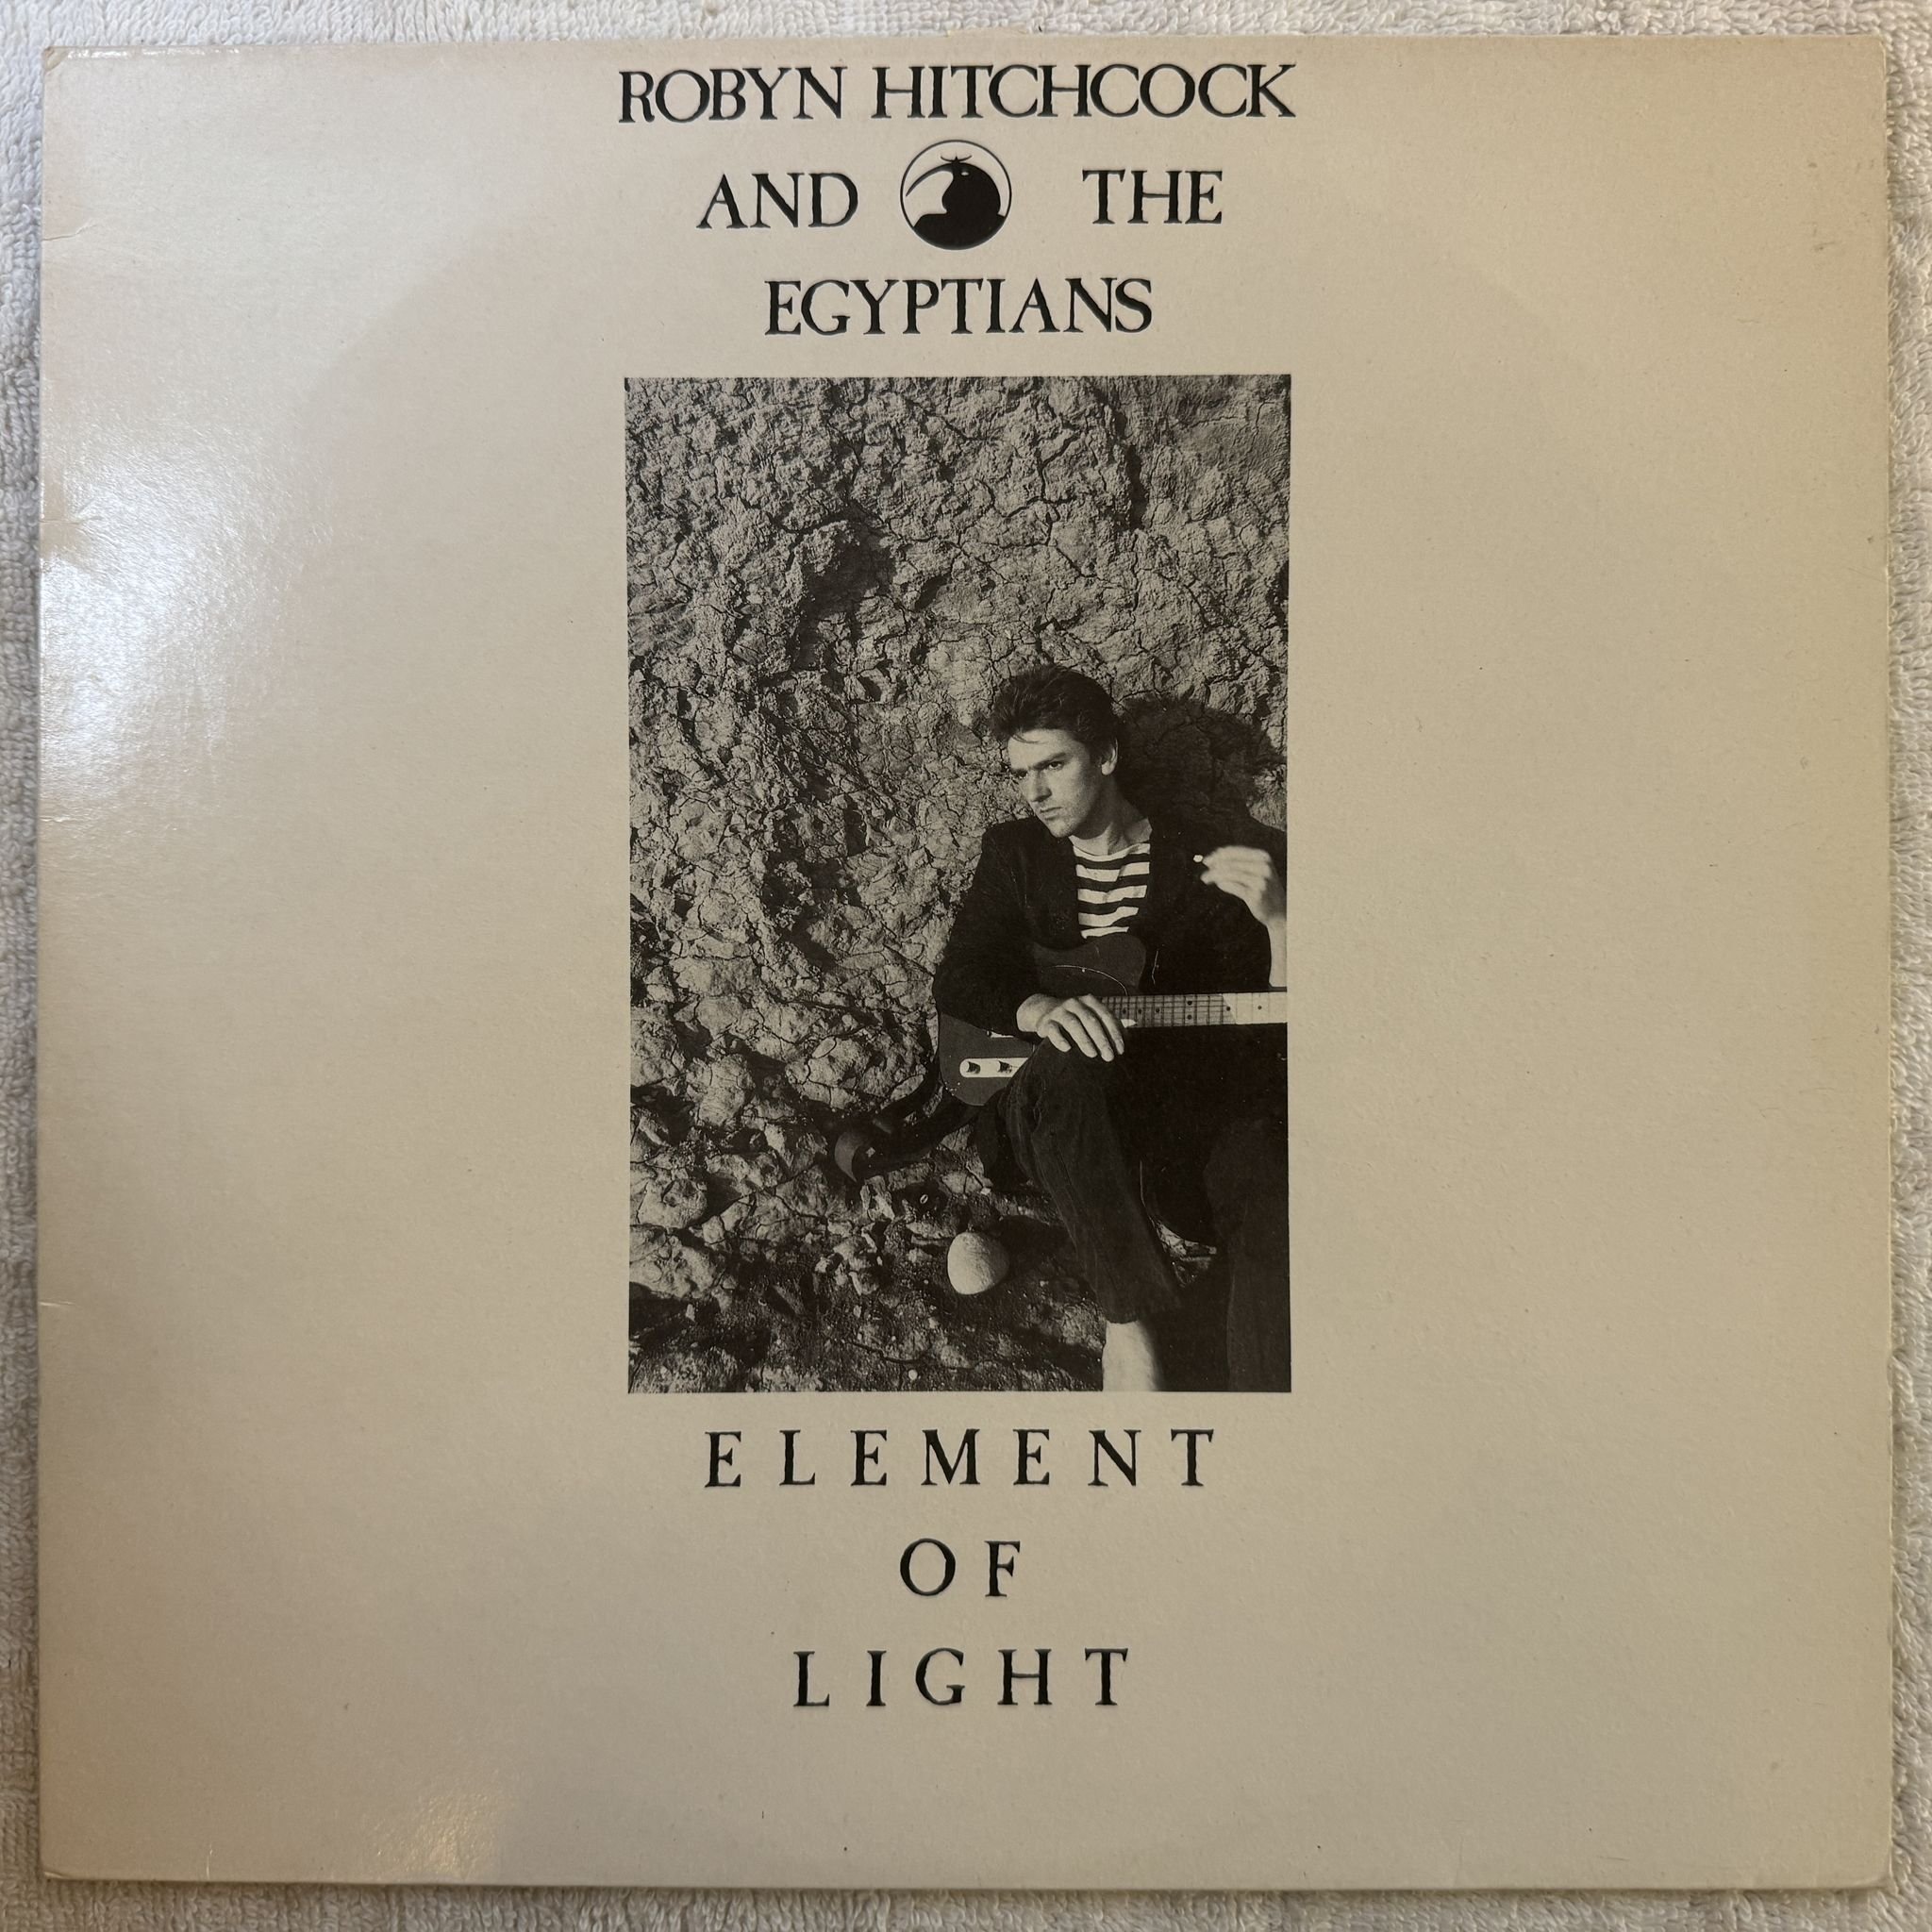 ROBYN HITCHCOCK
AND THE
EGYPTIANS
ELEMENT
OF
LIGHT